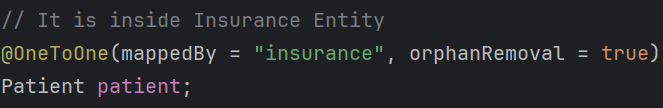 // It is inside Insurance Entity
@OneToOne(mappedBy = "insurance", orphanRemoval = true)
Patient patient;